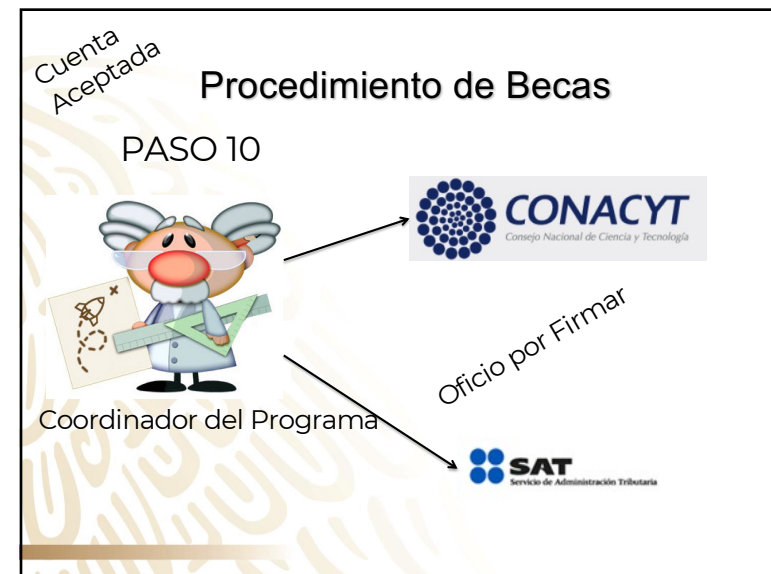 Cuenta
Aceptada
Procedimiento de Becas
PASO 10
CONACYT
Consejo Nacional de Ciencia y Tecnología
Oficio por Firmar
Coordinador del Programa
SAT
Servicio de Administración Tributaria